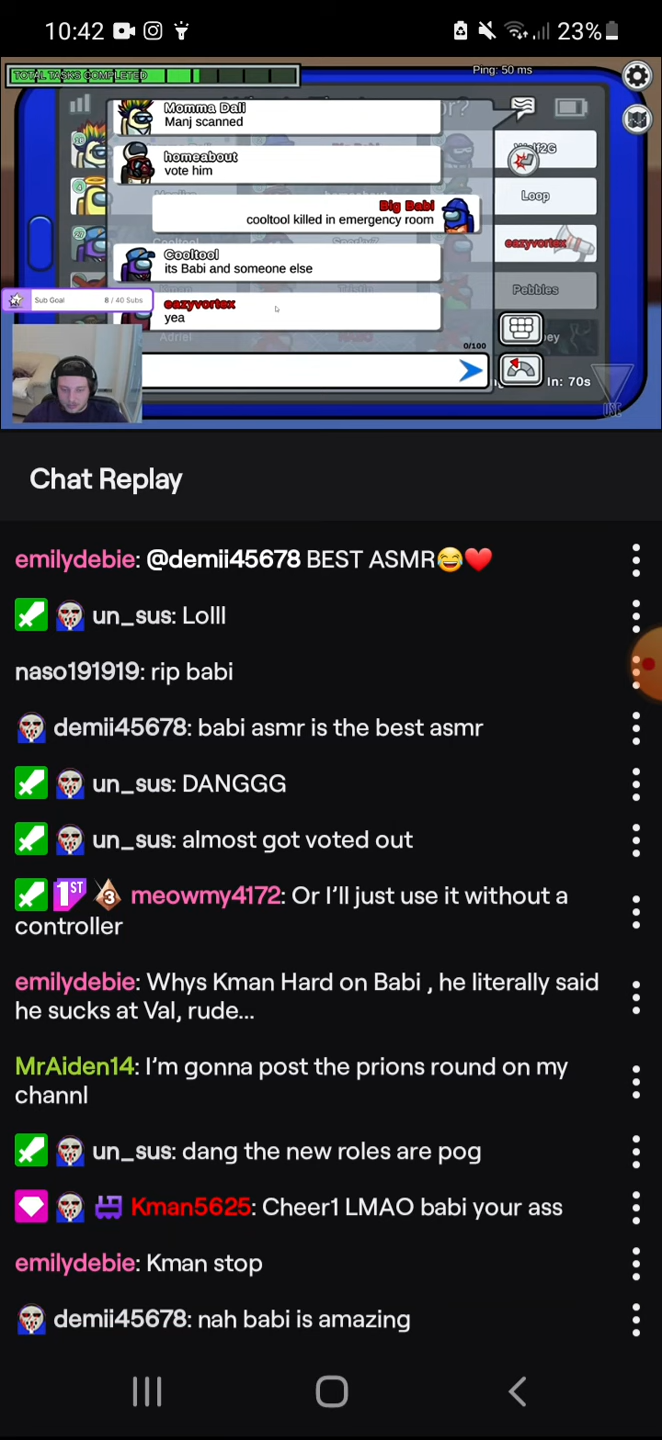 10:42
23%
TOTAL TASKS COMPLETED
Ping: 50 ms
Momma Dali
Manj scanned
homeabout
vote him
Big Babi
cooltool killed in emergency room
Cooltool
its Babi and someone else
eazyvortex
yea
Loop
eazyvortex
Pebbles
Adriel
0/100
In: 70s
USE
Sub Goal 8 / 40 Subs
Chat Replay
emilydebie: @demii45678 BEST ASMR😂❤️
un_sus: Lolll
naso191919: rip babi
demii45678: babi asmr is the best asmr
un_sus: DANGGG
un_sus: almost got voted out
1ST 3 meowmy4172: Or I’ll just use it without a
controller
emilydebie: Whys Kman Hard on Babi , he literally said
he sucks at Val, rude...
MrAiden14: I’m gonna post the prions round on my
channl
un_sus: dang the new roles are pog
Kman5625: Cheer1 LMAO babi your ass
emilydebie: Kman stop
demii45678: nah babi is amazing